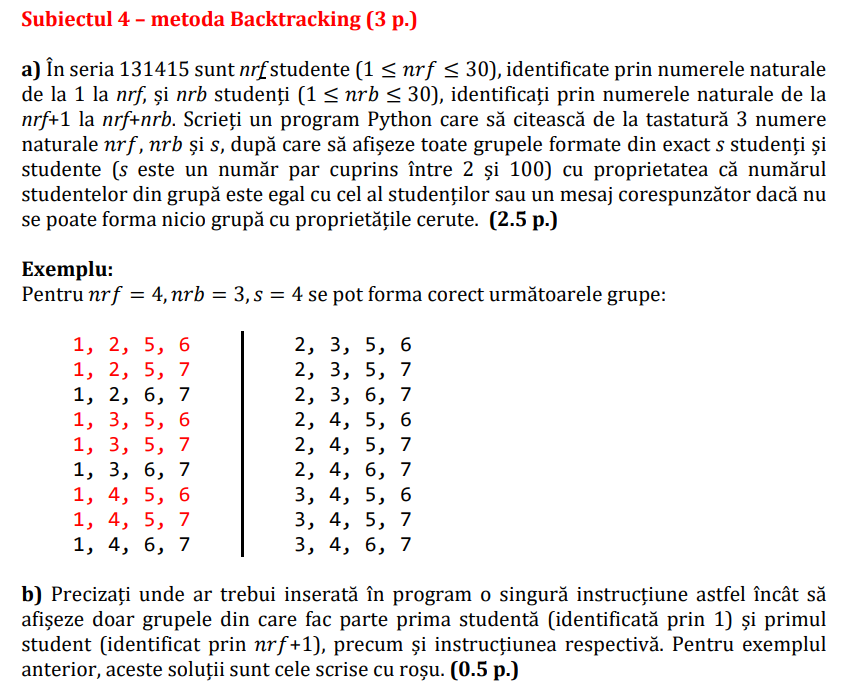 Subiectul 4 – metoda Backtracking (3 p.)
a) În seria 131415 sunt nrf studente (1 ≤ nrf ≤ 30), identificate prin numerele naturale
de la 1 la nrf, și nrb studenți (1 ≤ nrb ≤ 30), identificați prin numerele naturale de la
nrf+1 la nrf+nrb. Scrieți un program Python care să citească de la tastatură 3 numere
naturale nrf, nrb și s, după care să afișeze toate grupele formate din exact s studenți și
studente (s este un număr par cuprins între 2 și 100) cu proprietatea că numărul
studentelor din grupă este egal cu cel al studenților sau un mesaj corespunzător dacă nu
se poate forma nicio grupă cu proprietățile cerute. (2.5 p.)
Exemplu:
Pentru nrf = 4, nrb = 3, s = 4 se pot forma corect următoarele grupe:
1, 2, 5, 6
1, 2, 5, 7
1, 2, 6, 7
1, 3, 5, 6
1, 3, 5, 7
1, 3, 6, 7
1, 4, 5, 6
1, 4, 5, 7
1, 4, 6, 7
2, 3, 5, 6
2, 3, 5, 7
2, 3, 6, 7
2, 4, 5, 6
2, 4, 5, 7
2, 4, 6, 7
3, 4, 5, 6
3, 4, 5, 7
3, 4, 6, 7
b) Precizați unde ar trebui inserată în program o singură instrucțiune astfel încât să
afișeze doar grupele din care fac parte prima studentă (identificată prin 1) și primul
student (identificat prin nrf+1), precum și instrucțiunea respectivă. Pentru exemplul
anterior, aceste soluții sunt cele scrise cu roșu. (0.5 p.)